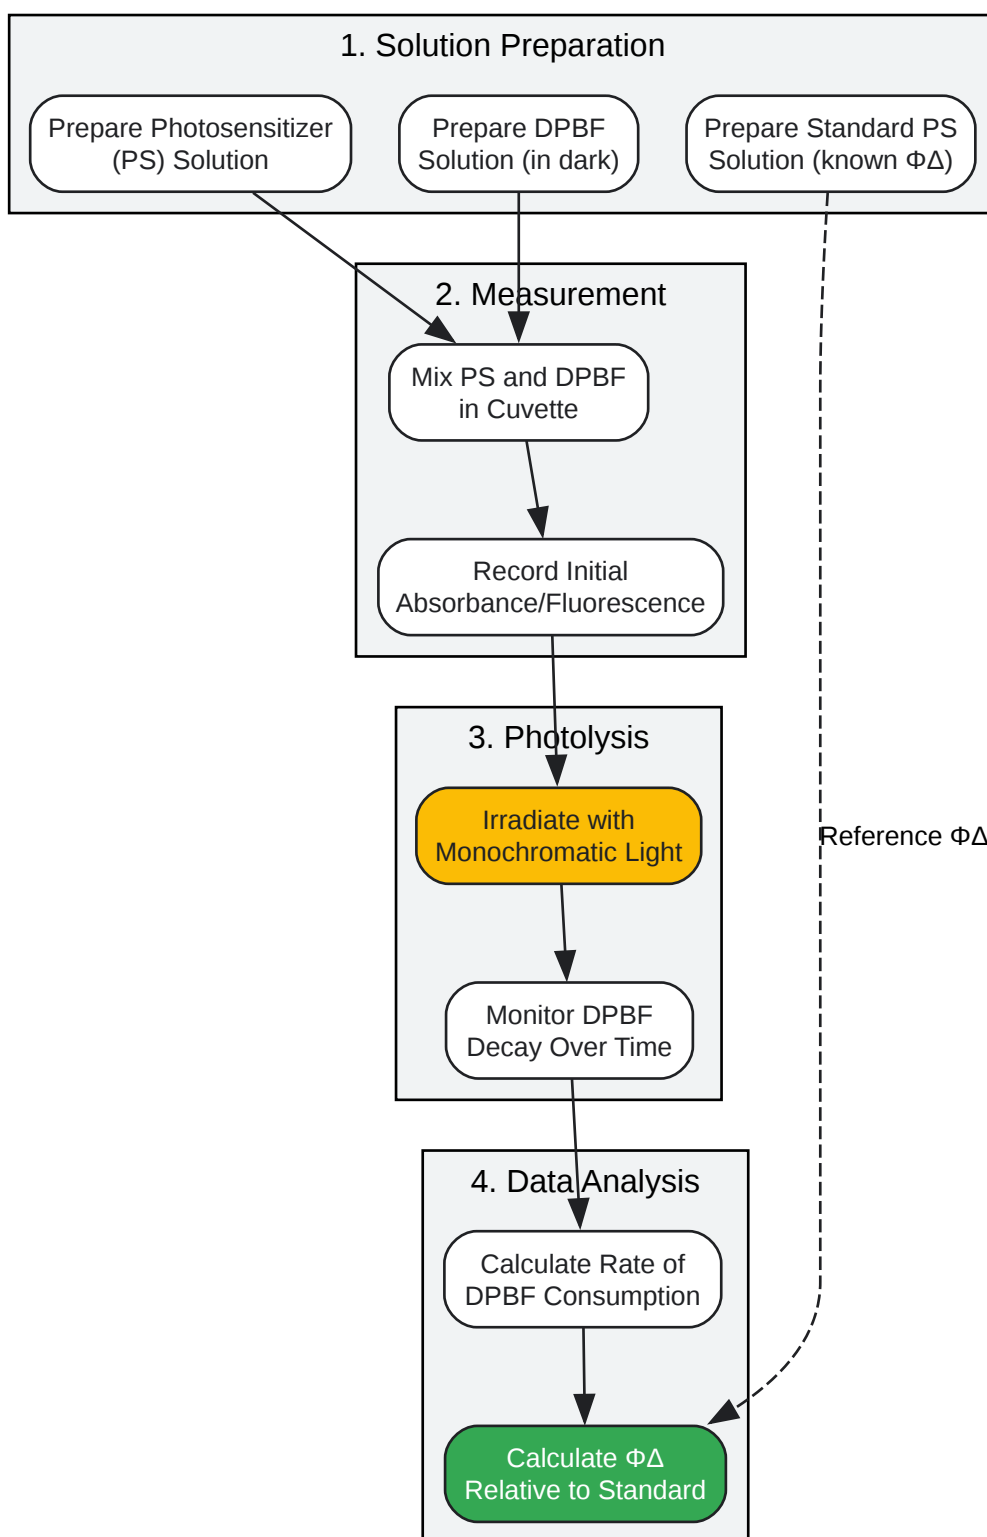 1. Solution Preparation
Prepare Photosensitizer
(PS) Solution
Prepare DPBF
Solution (in dark)
Prepare Standard PS
Solution (known ΦΔ)
2. Measurement
Mix PS and DPBF
in Cuvette
Record Initial
Absorbance/Fluorescence
3. Photolysis
Irradiate with
Monochromatic Light
Reference ΦΔ
Monitor DPBF
Decay Over Time
4. Data Analysis
Calculate Rate of
DPBF Consumption
Calculate ΦΔ
Relative to Standard